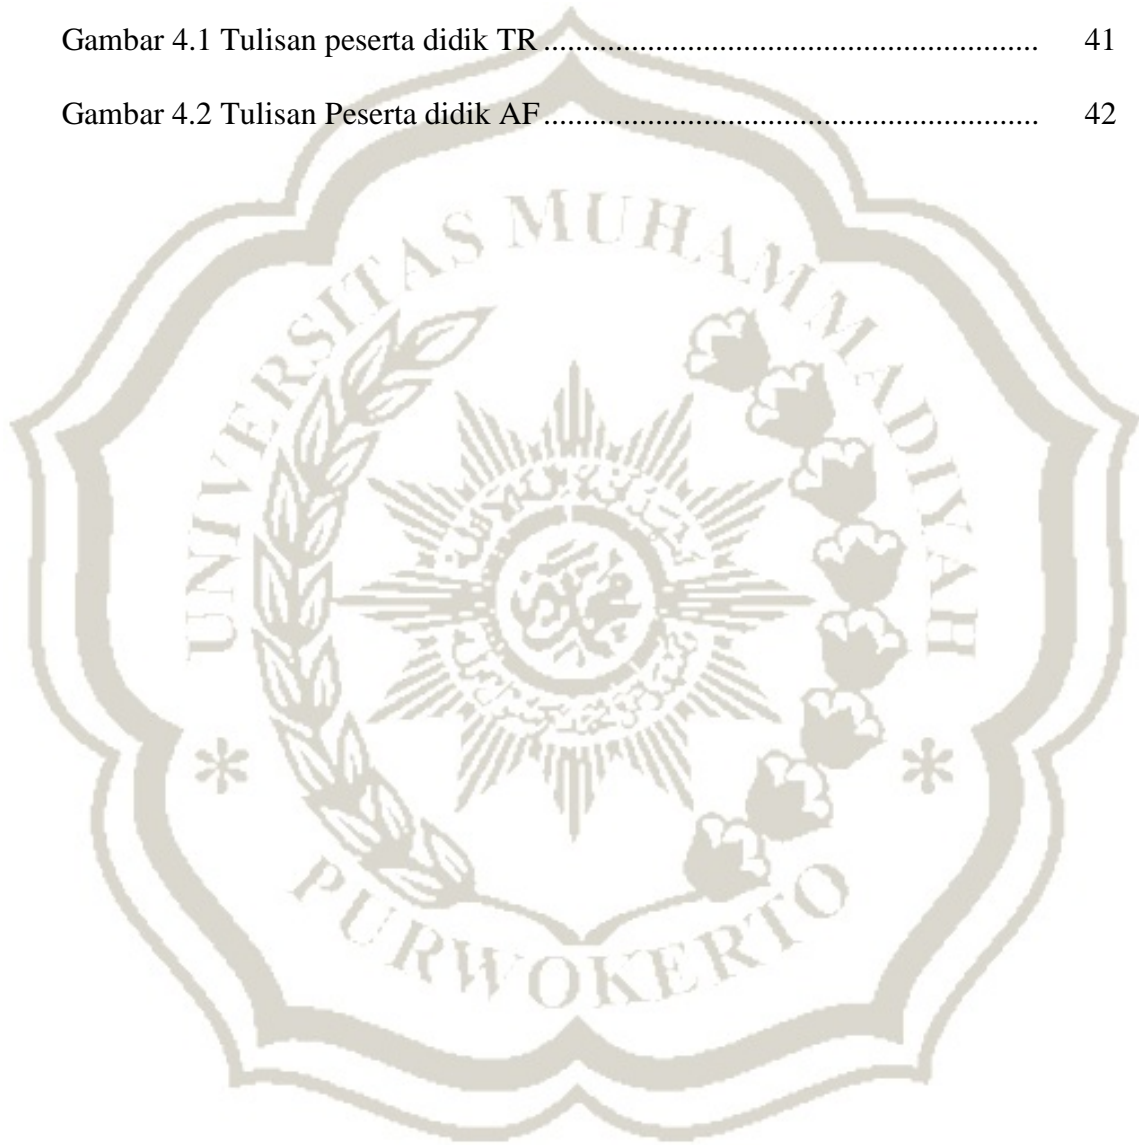 Gambar 4.1 Tulisan peserta didik TR ................................................... 41
Gambar 4.2 Tulisan Peserta didik AF ................................................... 42
UNIVERSITAS MUHAMMADIYAH
* PURWOKERTO *